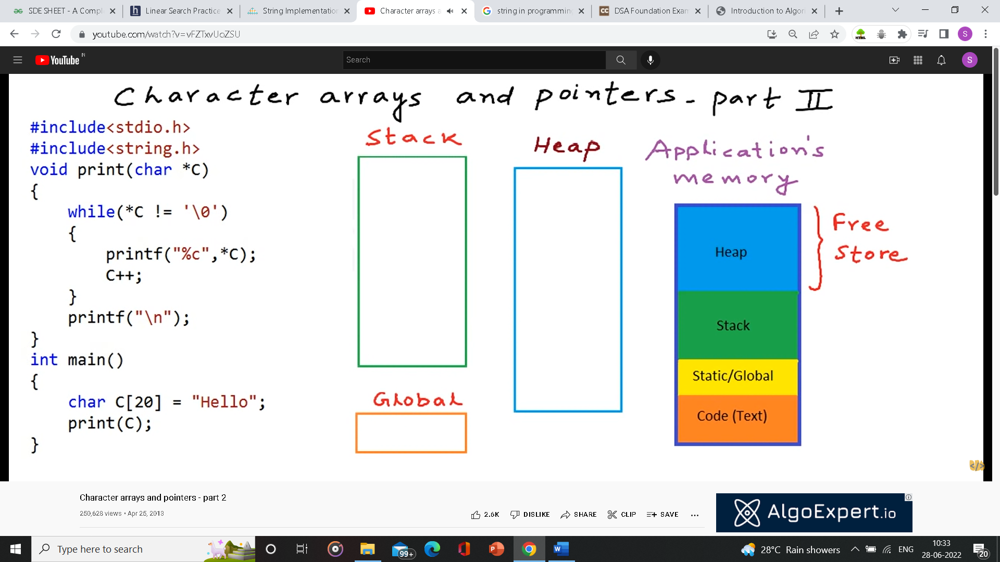 SDE SHEET - A Compl
Linear Search Practice
String Implementation
Character arrays a
string in programming
DSA Foundation Exam
Introduction to Algori
youtube.com/watch?v=vFZTxvUoZSU
HTML
S
YouTube IN
Search
S
Character arrays and pointers - part II
#include<stdio.h>
#include<string.h>
void print(char *C)
{
while(*C != '\0')
{
printf("%c",*C);
C++;
}
printf("\n");
}
int main()
{
char C[20] = "Hello";
print(C);
}
Stack
Global
Heap
Application's
memory
Heap
Stack
Static/Global
Code (Text)
Free
Store
</>
Character arrays and pointers - part 2
250,628 views • Apr 25, 2013
2.6K DISLIKE SHARE CLIP SAVE ...
AlgoExpert.io
Type here to search
99+
28°C Rain showers
ENG
10:33
28-06-2022
20